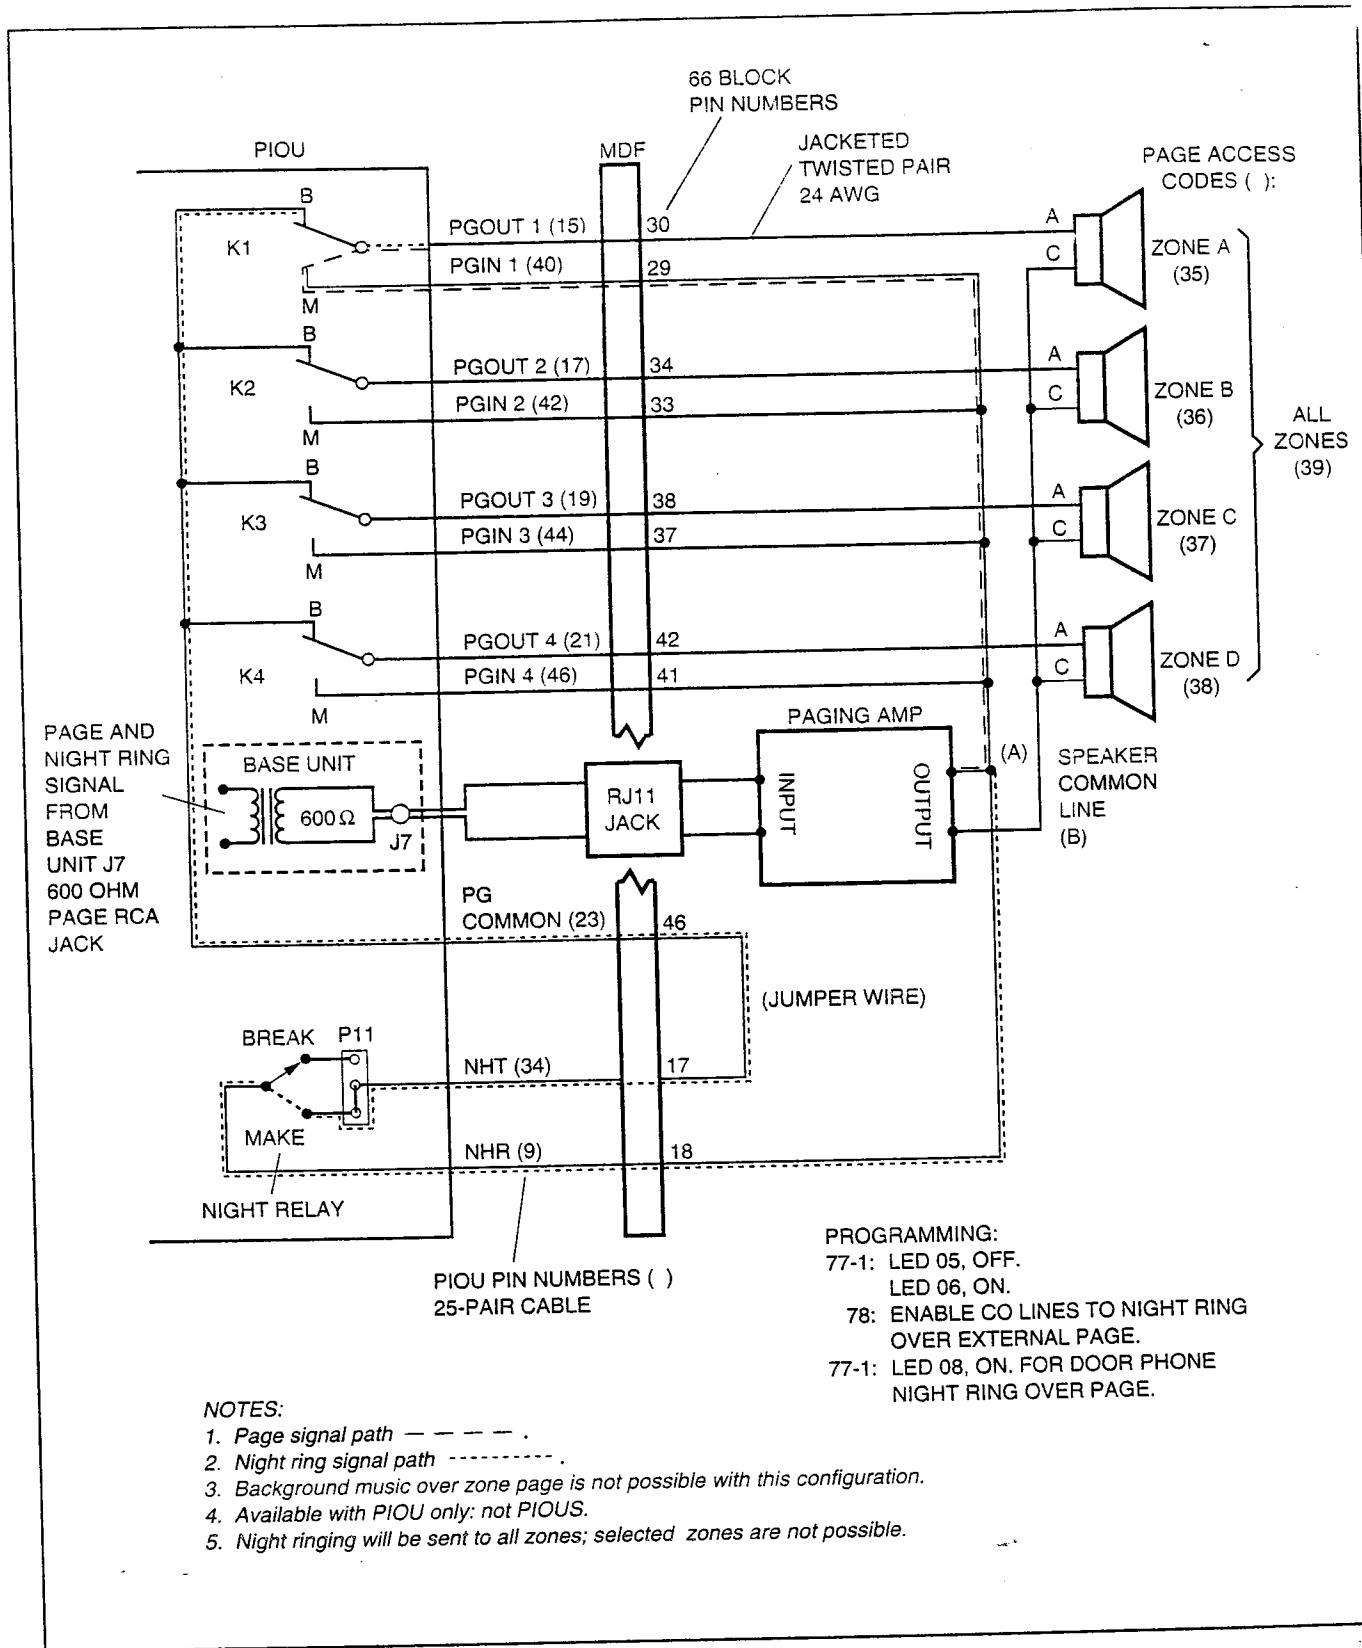 66 BLOCK
PIN NUMBERS
PIOU
MDF
JACKETED
TWISTED PAIR
24 AWG
PAGE ACCESS
CODES ( ):
B
K1
M
PGOUT 1 (15)
30
PGIN 1 (40)
29
A
C
ZONE A
(35)
B
K2
M
PGOUT 2 (17)
34
PGIN 2 (42)
33
A
C
ZONE B
(36)
B
K3
M
PGOUT 3 (19)
38
PGIN 3 (44)
37
A
C
ZONE C
(37)
B
K4
M
PGOUT 4 (21)
42
PGIN 4 (46)
41
A
C
ZONE D
(38)
ALL
ZONES
(39)
PAGE AND
NIGHT RING
SIGNAL
FROM
BASE
UNIT J7
600 OHM
PAGE RCA
JACK
BASE UNIT
600 Ω
J7
RJ11
JACK
PAGING AMP
INPUT
OUTPUT
(A)
SPEAKER
COMMON
LINE
(B)
PG
COMMON (23)
46
(JUMPER WIRE)
BREAK
P11
NHT (34)
17
MAKE
NHR (9)
18
NIGHT RELAY
PIOU PIN NUMBERS ( )
25-PAIR CABLE
PROGRAMMING:
77-1: LED 05, OFF.
LED 06, ON.
78: ENABLE CO LINES TO NIGHT RING
OVER EXTERNAL PAGE.
77-1: LED 08, ON. FOR DOOR PHONE
NIGHT RING OVER PAGE.
NOTES:
1. Page signal path — — — — .
2. Night ring signal path ---------- .
3. Background music over zone page is not possible with this configuration.
4. Available with PIOU only: not PIOUS.
5. Night ringing will be sent to all zones; selected zones are not possible.